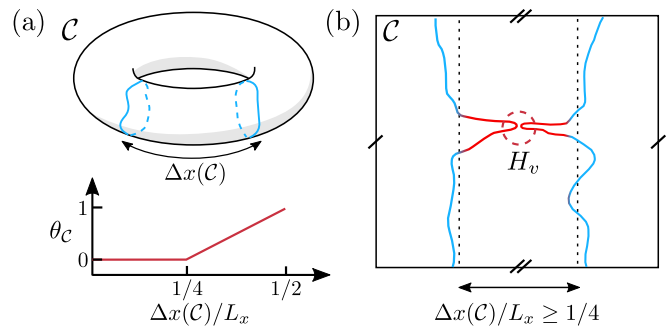 (a)
𝒞
Δx(𝒞)
1
θ_𝒞
0
1/4
1/2
Δx(𝒞)/L_x
(b)
𝒞
H_v
Δx(𝒞)/L_x ≥ 1/4